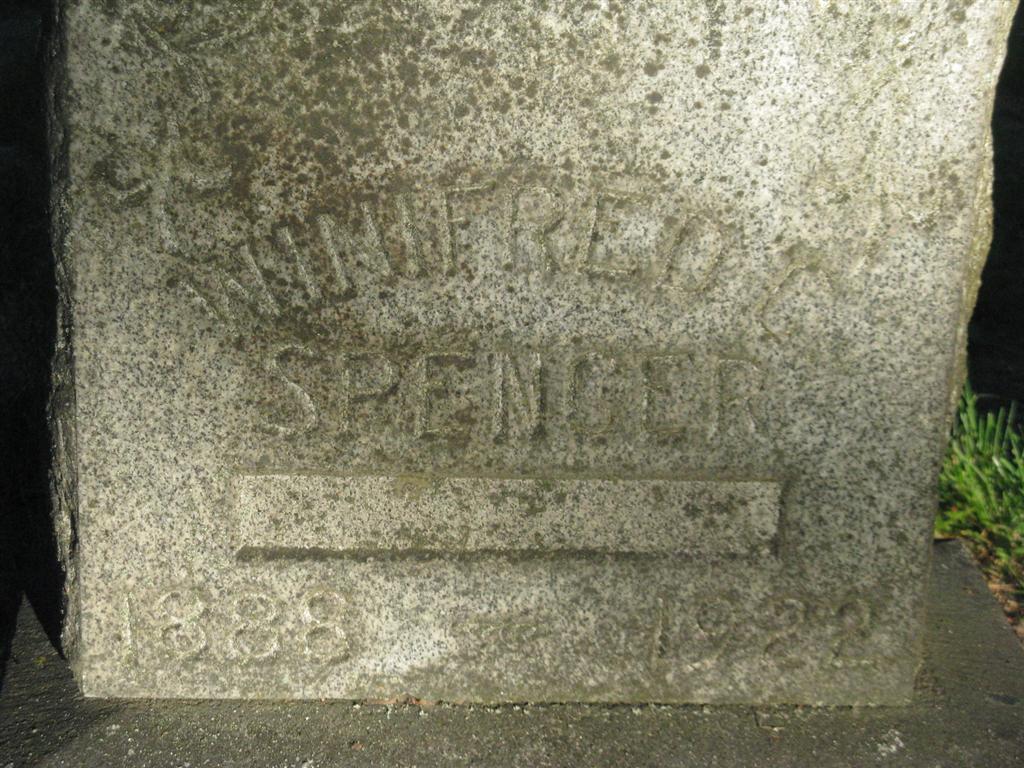 WINIFRED
SPENCER
1888 - 1922